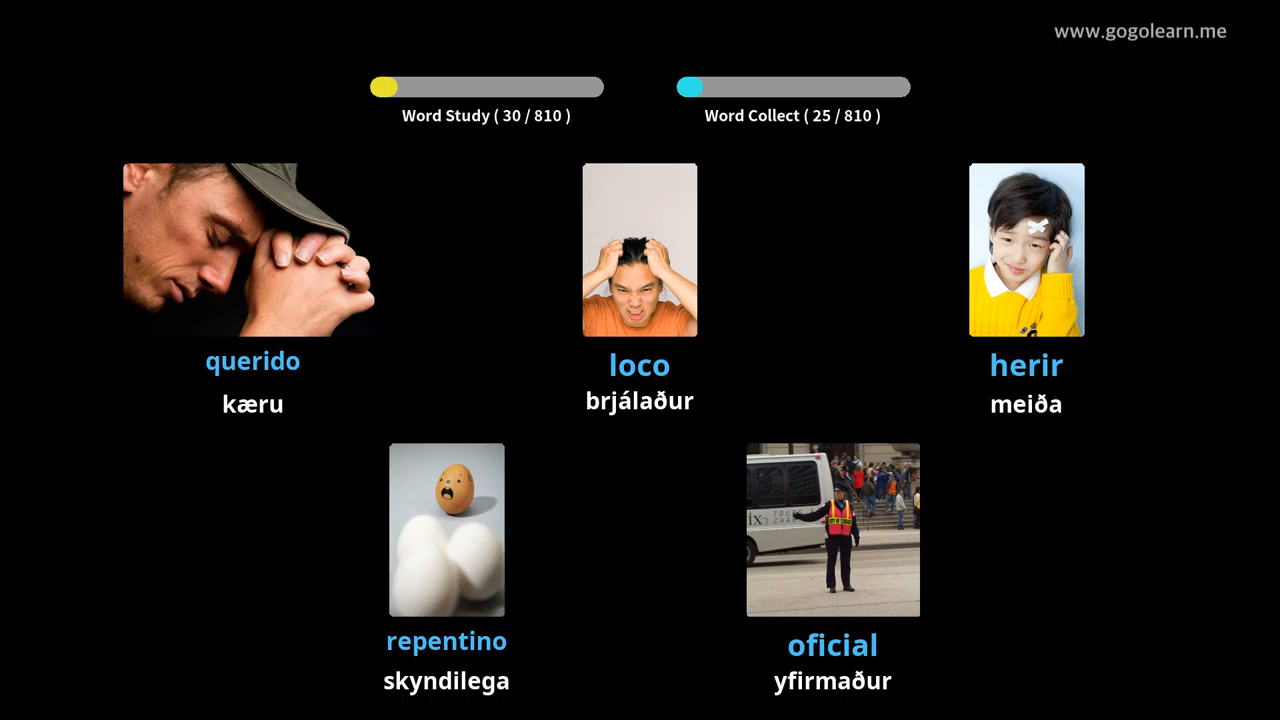 www.gogolearn.me
Word Study ( 30 / 810 )
Word Collect ( 25 / 810 )
querido
kæru
loco
brjálaður
herir
meiða
repentino
skyndilega
oficial
yfirmaður